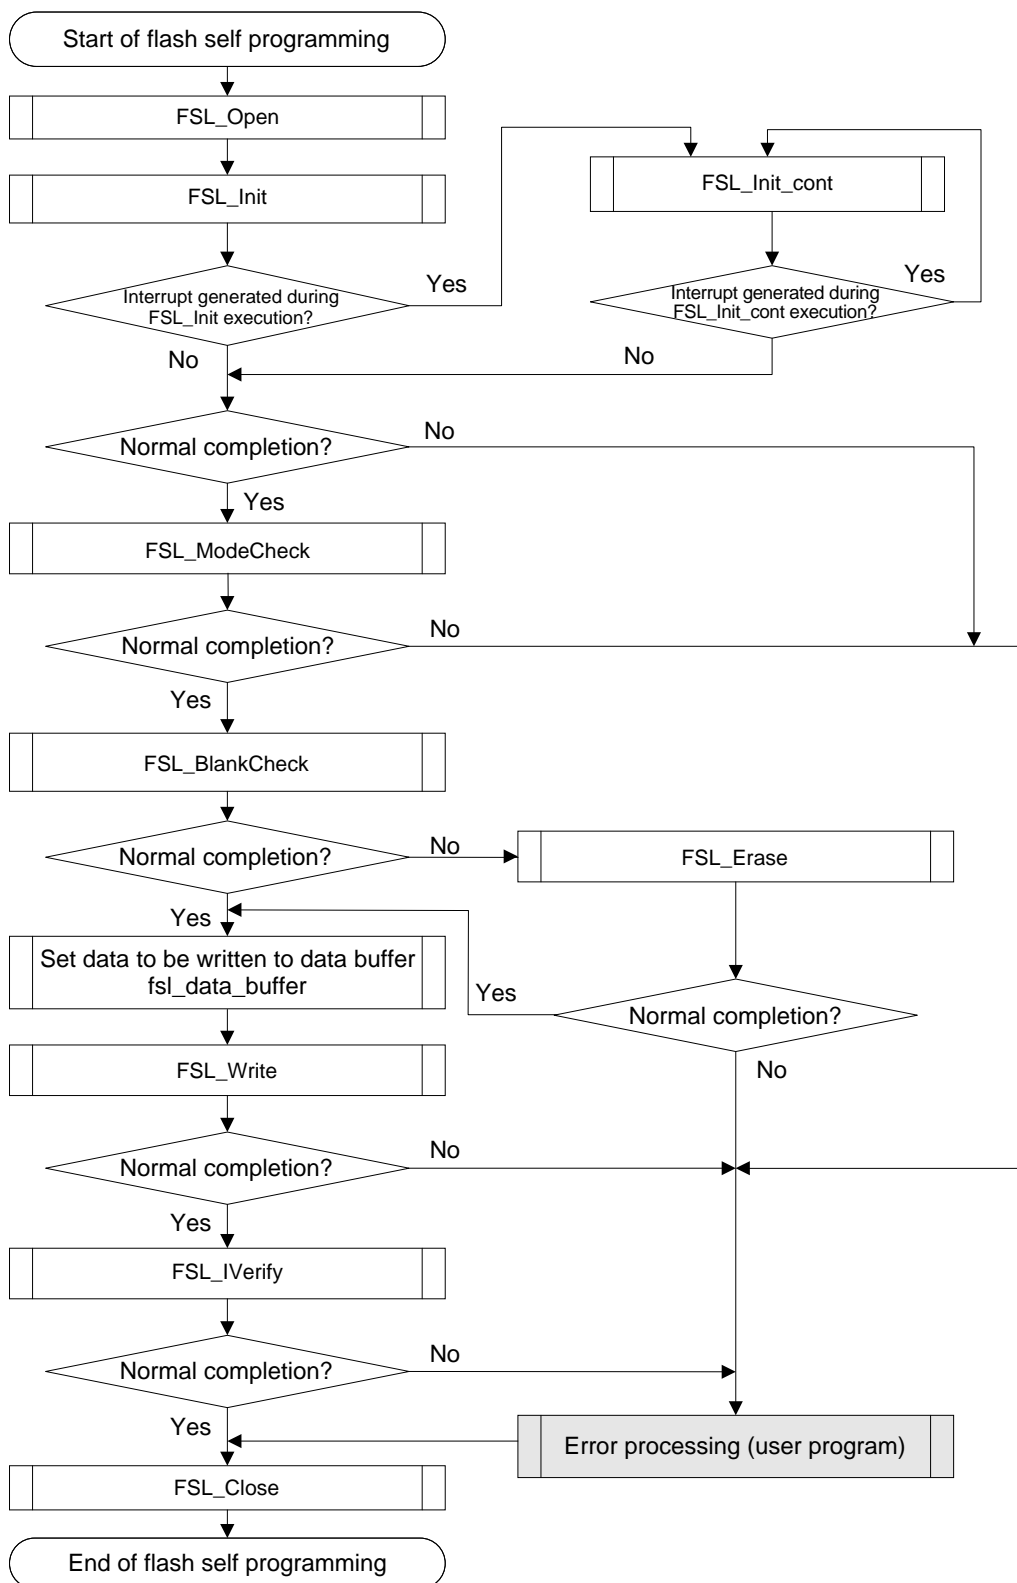 Start of flash self programming
FSL_Open
FSL_Init
FSL_Init_cont
Interrupt generated during
FSL_Init execution?
Yes
Interrupt generated during
FSL_Init_cont execution?
Yes
No
No
Normal completion?
No
Yes
FSL_ModeCheck
Normal completion?
No
Yes
FSL_BlankCheck
Normal completion?
No
FSL_Erase
Yes
Set data to be written to data buffer
fsl_data_buffer
Yes
Normal completion?
No
FSL_Write
Normal completion?
No
Yes
FSL_IVerify
Normal completion?
No
Yes
Error processing (user program)
FSL_Close
End of flash self programming